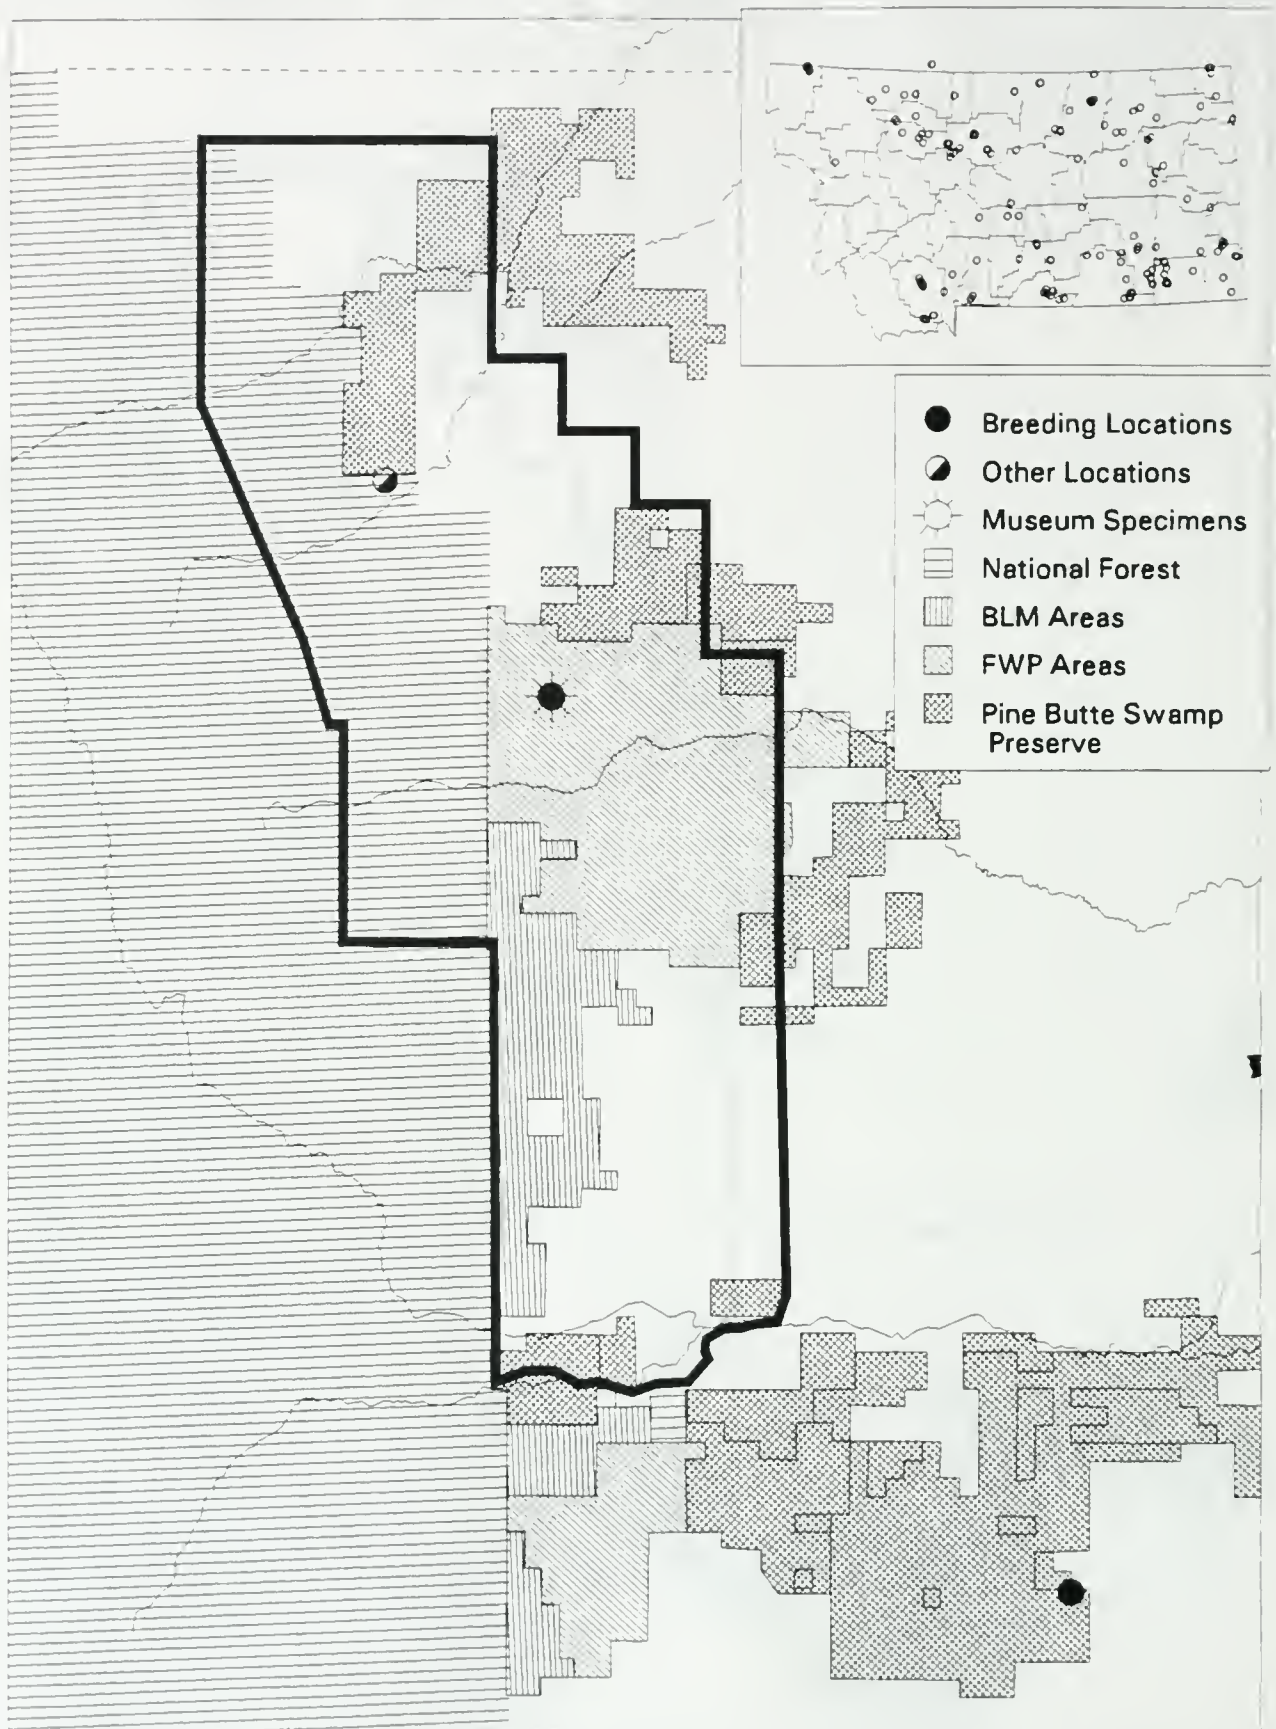 Breeding Locations
Other Locations
Museum Specimens
National Forest
BLM Areas
FWP Areas
Pine Butte Swamp
Preserve